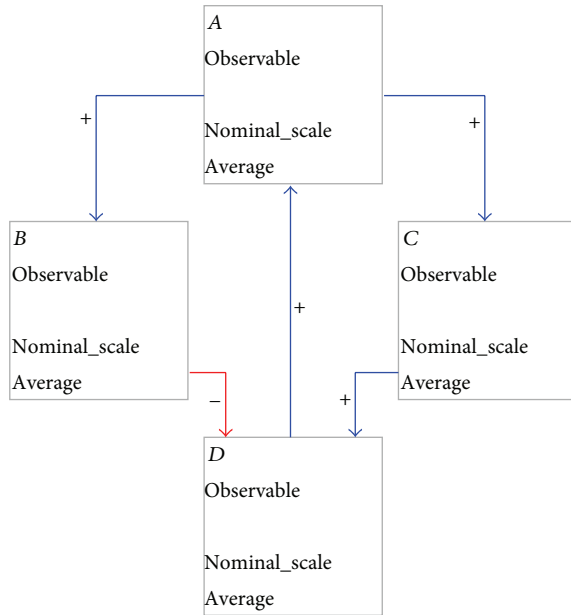 A
Observable
Nominal_scale
Average
+
+
B
Observable
Nominal_scale
Average
C
Observable
Nominal_scale
Average
+
−
+
D
Observable
Nominal_scale
Average